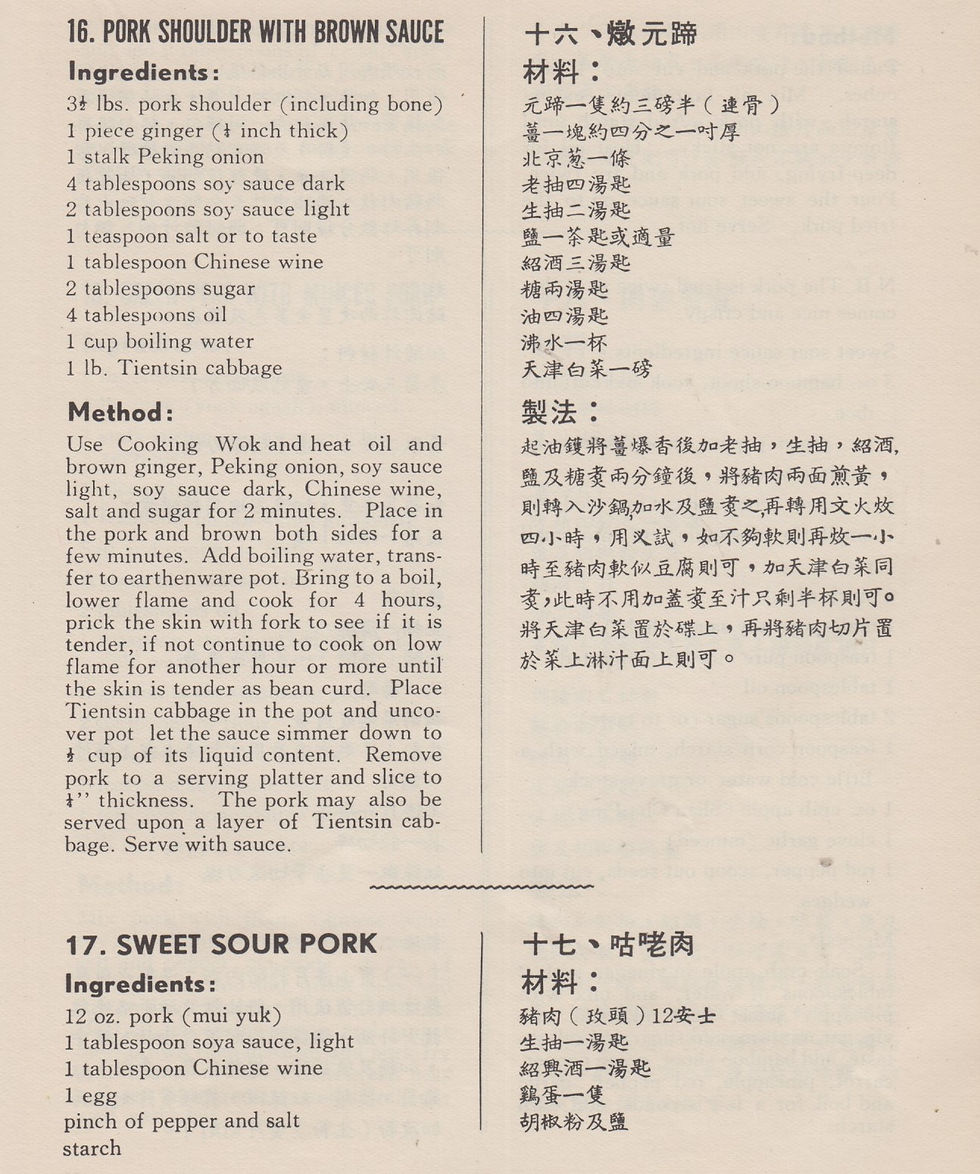 16. PORK SHOULDER WITH BROWN SAUCE
Ingredients:
3½ lbs. pork shoulder (including bone)
1 piece ginger (¼ inch thick)
1 stalk Peking onion
4 tablespoons soy sauce dark
2 tablespoons soy sauce light
1 teaspoon salt or to taste
1 tablespoon Chinese wine
2 tablespoons sugar
4 tablespoons oil
1 cup boiling water
1 lb. Tientsin cabbage
Method:
Use Cooking Wok and heat oil and
brown ginger, Peking onion, soy sauce
light, soy sauce dark, Chinese wine,
salt and sugar for 2 minutes. Place in
the pork and brown both sides for a
few minutes. Add boiling water, trans-
fer to earthenware pot. Bring to a boil,
lower flame and cook for 4 hours,
prick the skin with fork to see if it is
tender, if not continue to cook on low
flame for another hour or more until
the skin is tender as bean curd. Place
Tientsin cabbage in the pot and unco-
ver pot let the sauce simmer down to
½ cup of its liquid content. Remove
pork to a serving platter and slice to
¼'' thickness. The pork may also be
served upon a layer of Tientsin cab-
bage. Serve with sauce.
十六、燉元蹄
材料：
元蹄一隻約三磅半（連骨）
薑一塊約四分之一吋厚
北京葱一條
老抽四湯匙
生抽二湯匙
鹽一茶匙或適量
紹酒三湯匙
糖兩湯匙
油四湯匙
沸水一杯
天津白菜一磅
製法：
起油鑊將薑爆香後加老抽，生抽，紹酒，
鹽及糖煑兩分鐘後，將豬肉兩面煎黃，
則轉入沙鍋，加水及鹽煑之，再轉用文火炆
四小時，用义試，如不夠軟則再炆一小
時至豬肉軟似豆腐則可，加天津白菜同
煑，此時不用加蓋煑至汁只剩半杯則可。
將天津白菜置於碟上，再將豬肉切片置
於菜上淋汁面上則可。
17. SWEET SOUR PORK
Ingredients:
12 oz. pork (mui yuk)
1 tablespoon soya sauce, light
1 tablespoon Chinese wine
1 egg
pinch of pepper and salt
starch
十七、咕咾肉
材料：
豬肉（玫頭）12安士
生抽一湯匙
紹興酒一湯匙
鷄蛋一隻
胡椒粉及鹽